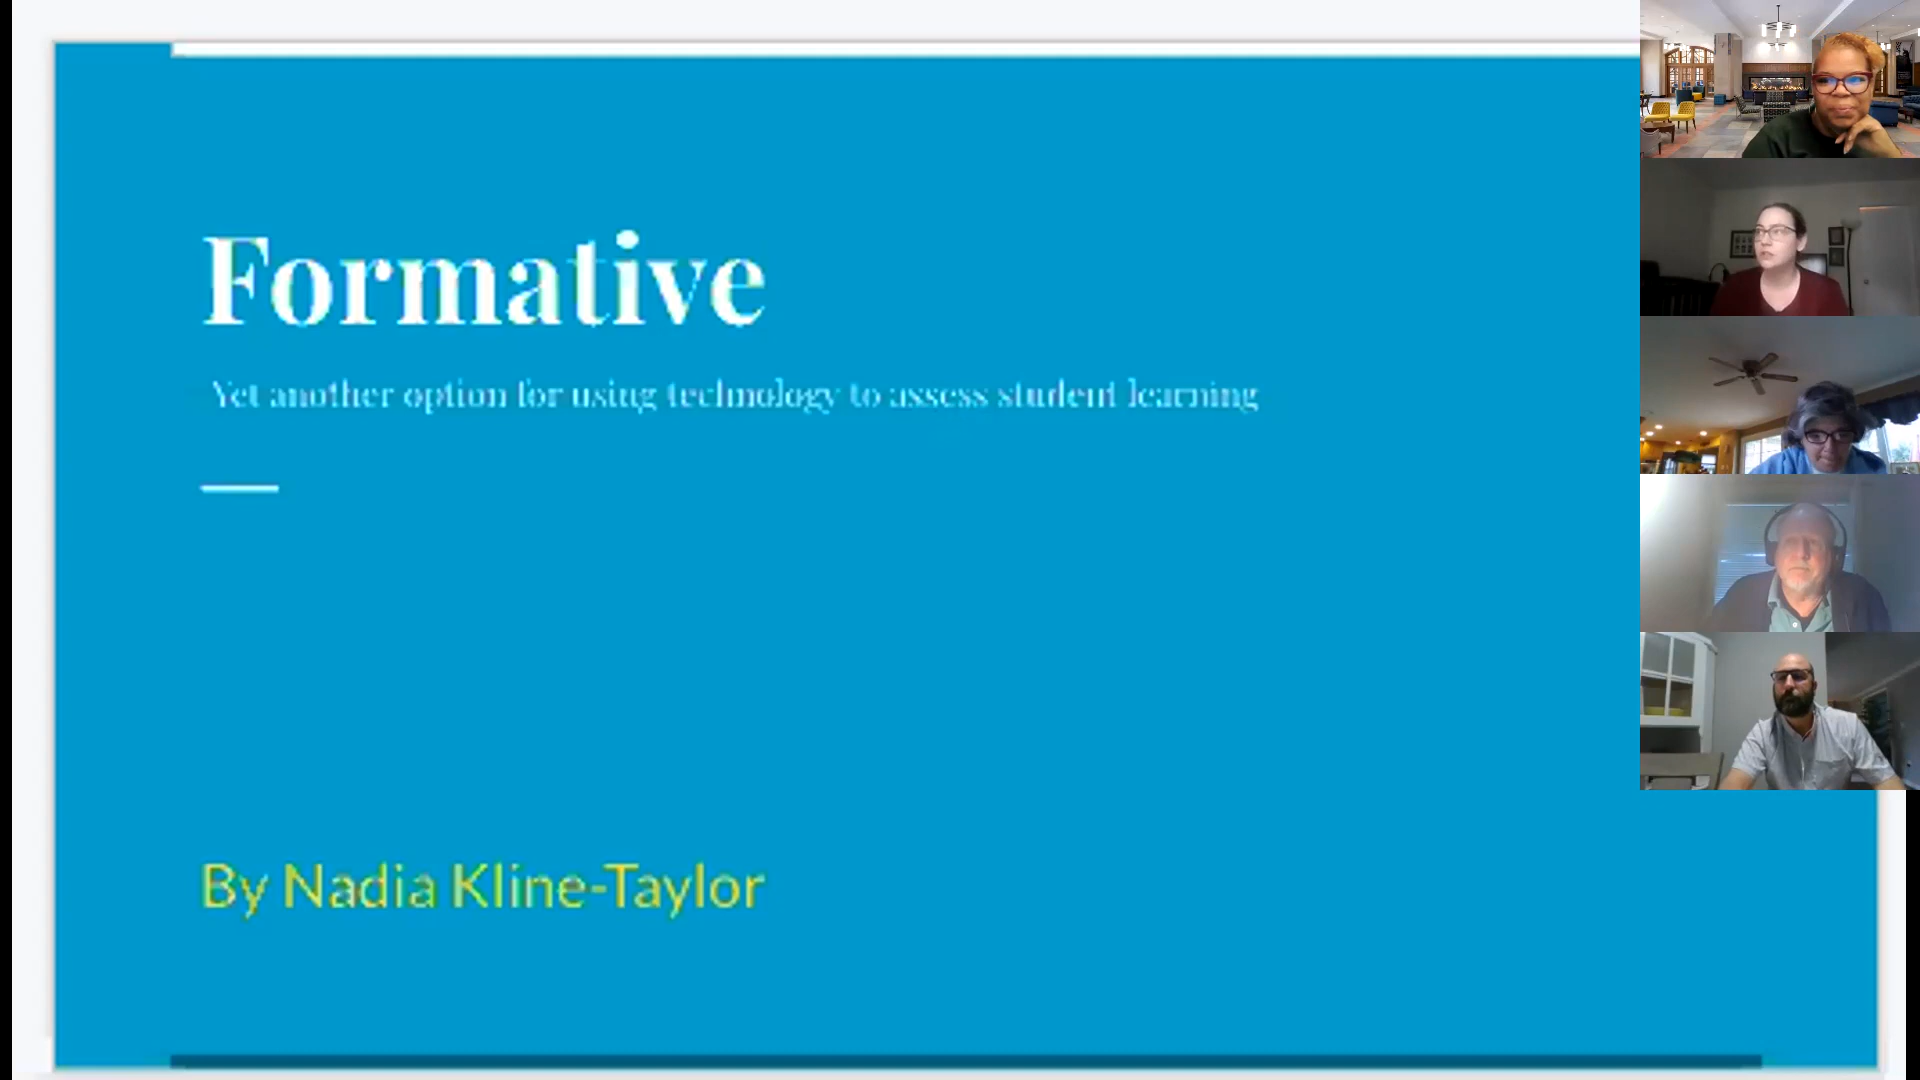 Formative
Yet another option for using technology to assess student learning
By Nadia Kline-Taylor